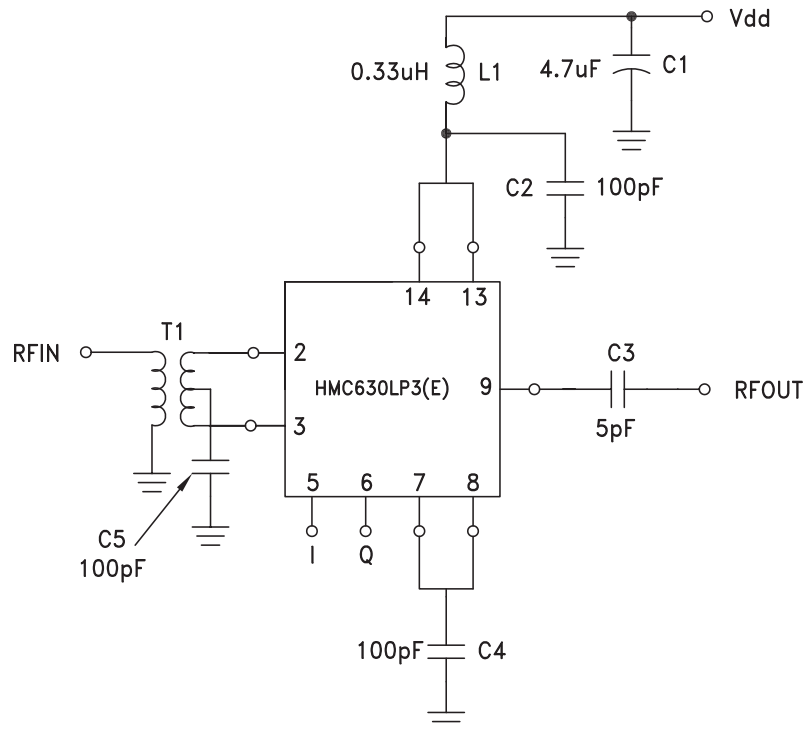 Vdd
0.33uH
L1
4.7uF
C1
C2
100pF
14
13
T1
RFIN
2
HMC630LP3(E)
9
C3
RFOUT
5pF
3
5
6
7
8
C5
100pF
I
Q
100pF
C4